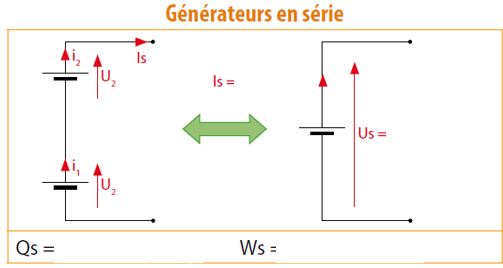 Générateurs en série
i2
Is
U2
Is =
Us =
i1
U2
Qs =
Ws =